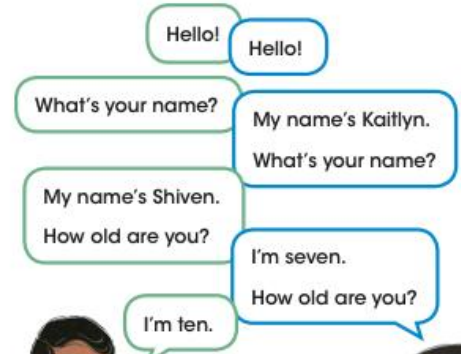 Hello!
Hello!
What's your name?
My name's Kaitlyn.
What's your name?
My name's Shiven.
How old are you?
I'm seven.
How old are you?
I'm ten.